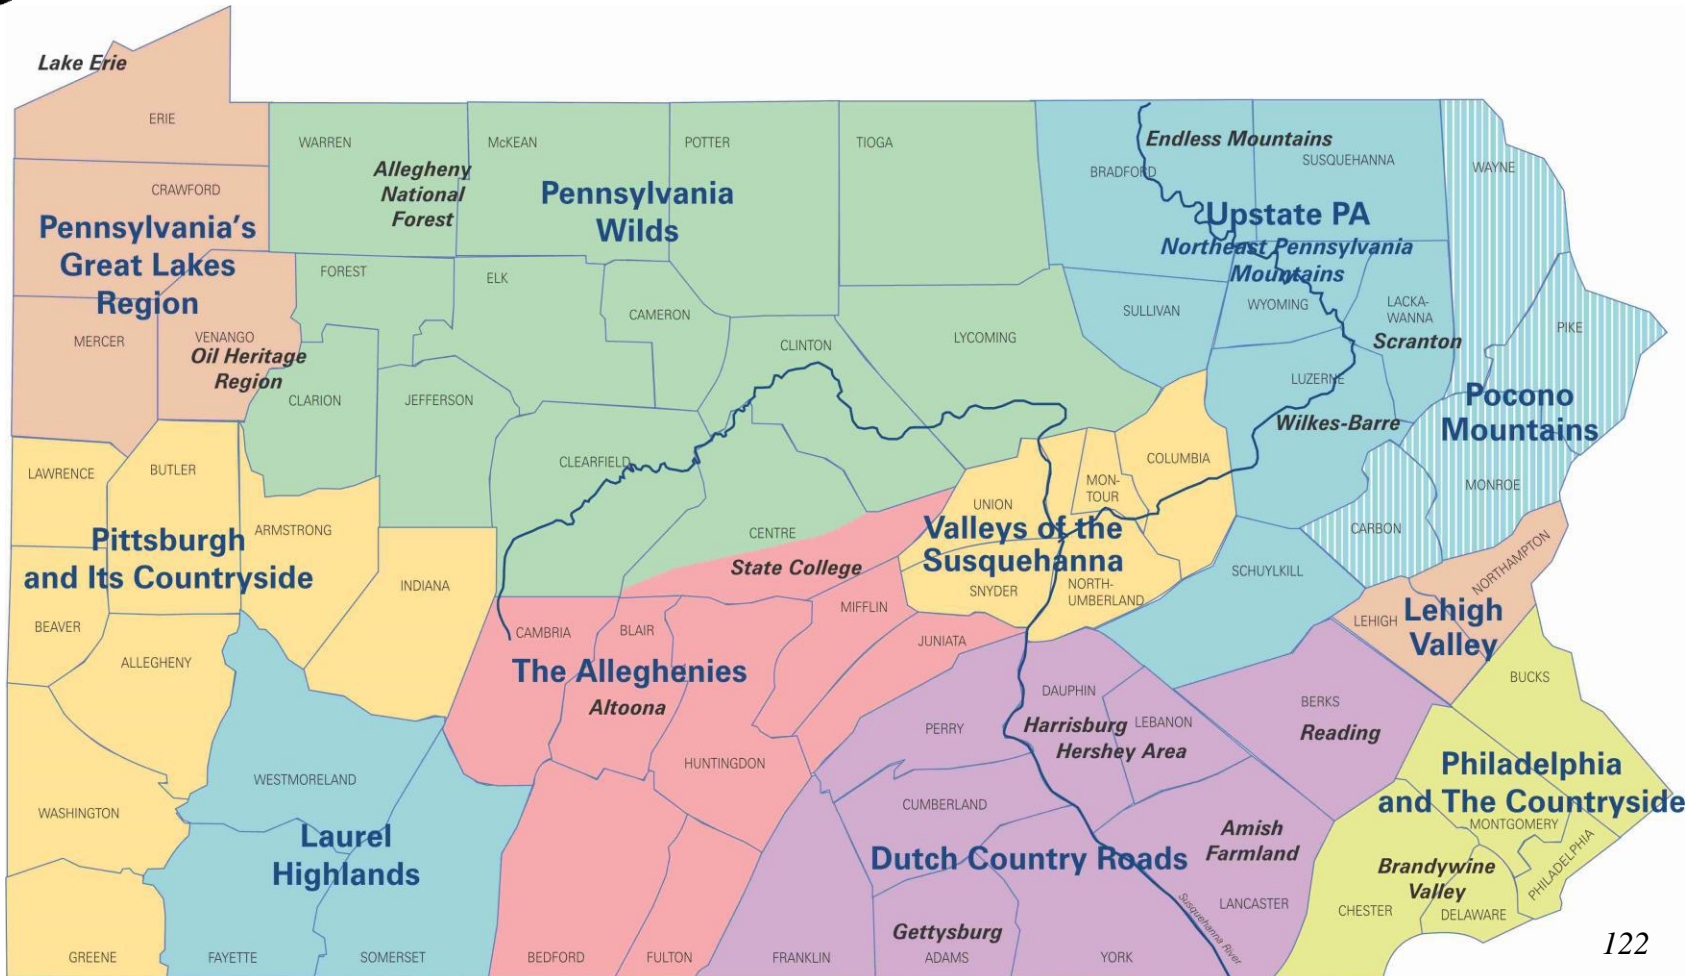 Lake Erie
ERIE
CRAWFORD
Pennsylvania's
Great Lakes
Region
MERCER
VENANGO
Oil Heritage
Region
WARREN
McKEAN
POTTER
TIOGA
Allegheny
National
Forest
Pennsylvania
Wilds
FOREST
ELK
CAMERON
CLINTON
LYCOMING
CLARION
JEFFERSON
CLEARFIELD
CENTRE
Endless Mountains
BRADFORD
SUSQUEHANNA
Upstate PA
Northeast Pennsylvania
Mountains
SULLIVAN
WYOMING
LACKA-
WANNA
Scranton
LUZERNE
Wilkes-Barre
SCHUYLKILL
WAYNE
PIKE
Pocono
Mountains
MONROE
CARBON
LAWRENCE
BUTLER
ARMSTRONG
Pittsburgh
and Its Countryside
INDIANA
BEAVER
ALLEGHENY
WASHINGTON
GREENE
UNION
MON-
TOUR
COLUMBIA
Valleys of the
Susquehanna
SNYDER
NORTH-
UMBERLAND
State College
CAMBRIA
BLAIR
MIFFLIN
JUNIATA
The Alleghenies
Altoona
HUNTINGDON
BEDFORD
FULTON
WESTMORELAND
Laurel
Highlands
FAYETTE
SOMERSET
NORTHAMPTON
LEHIGH
Lehigh
Valley
DAUPHIN
PERRY
Harrisburg
LEBANON
Hershey Area
BERKS
Reading
CUMBERLAND
Dutch Country Roads
Amish
Farmland
LANCASTER
Gettysburg
FRANKLIN
ADAMS
YORK
Susquehanna River
BUCKS
Philadelphia
and The Countryside
MONTGOMERY
PHILADELPHIA
Brandywine
Valley
CHESTER
DELAWARE
122